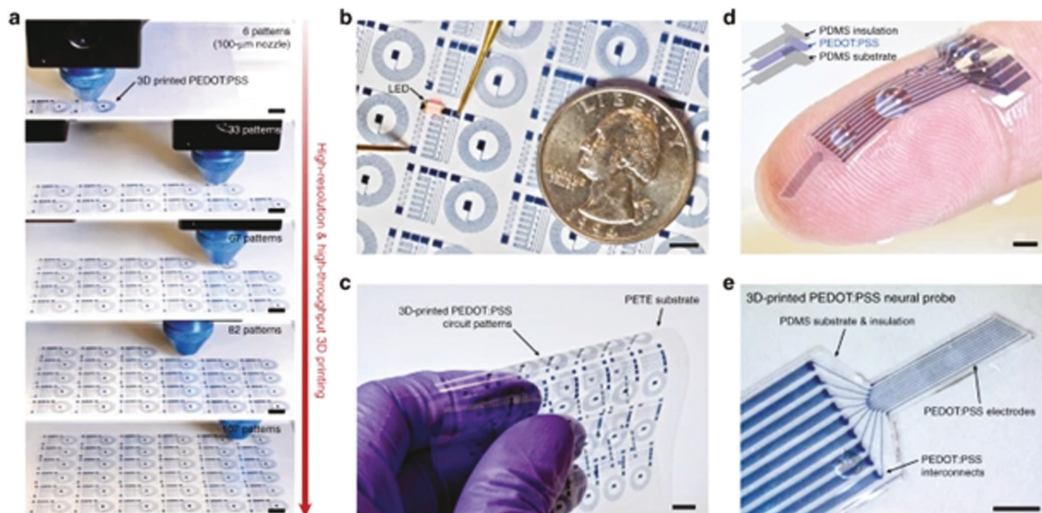 a
6 patterns
(100-μm nozzle)
3D printed PEDOT:PSS
33 patterns
67 patterns
82 patterns
107 patterns
High-resolution & high-throughput 3D printing
b
LED
LIBERTY
c
3D-printed PEDOT:PSS
circuit patterns
PETE substrate
d
PDMS insulation
PEDOT:PSS
PDMS substrate
e
3D-printed PEDOT:PSS neural probe
PDMS substrate & insulation
PEDOT:PSS electrodes
PEDOT:PSS
interconnects